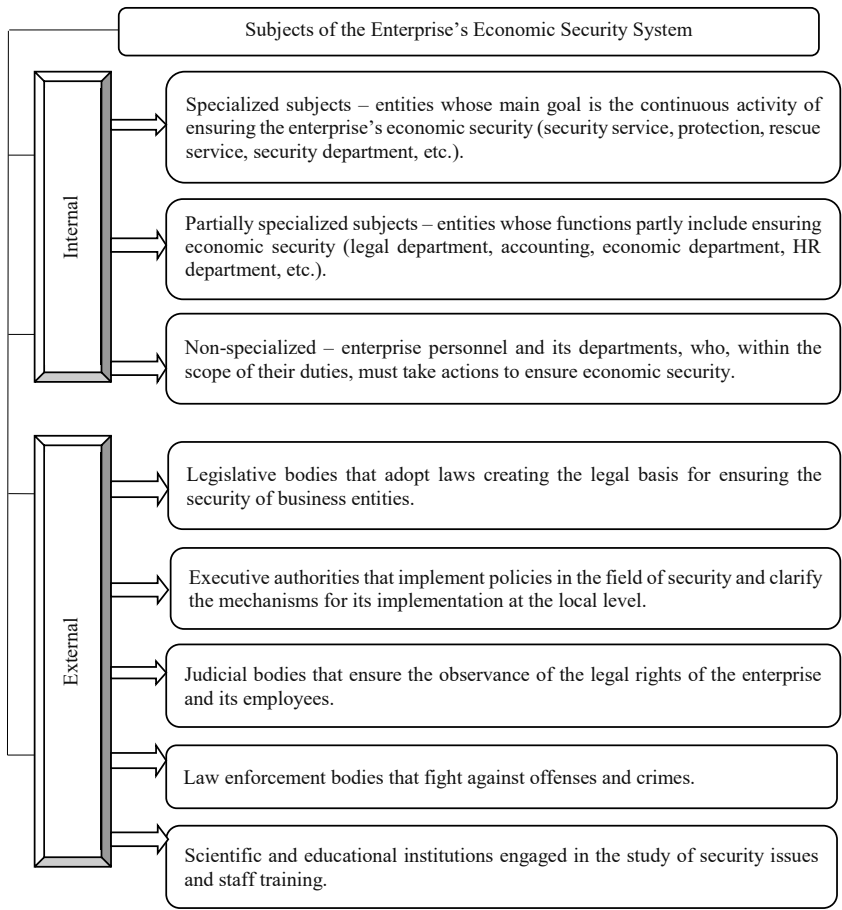 Subjects of the Enterprise's Economic Security System
Internal
Specialized subjects – entities whose main goal is the continuous activity of
ensuring the enterprise's economic security (security service, protection, rescue
service, security department, etc.).
Partially specialized subjects – entities whose functions partly include ensuring
economic security (legal department, accounting, economic department, HR
department, etc.).
Non-specialized – enterprise personnel and its departments, who, within the
scope of their duties, must take actions to ensure economic security.
External
Legislative bodies that adopt laws creating the legal basis for ensuring the
security of business entities.
Executive authorities that implement policies in the field of security and clarify
the mechanisms for its implementation at the local level.
Judicial bodies that ensure the observance of the legal rights of the enterprise
and its employees.
Law enforcement bodies that fight against offenses and crimes.
Scientific and educational institutions engaged in the study of security issues
and staff training.